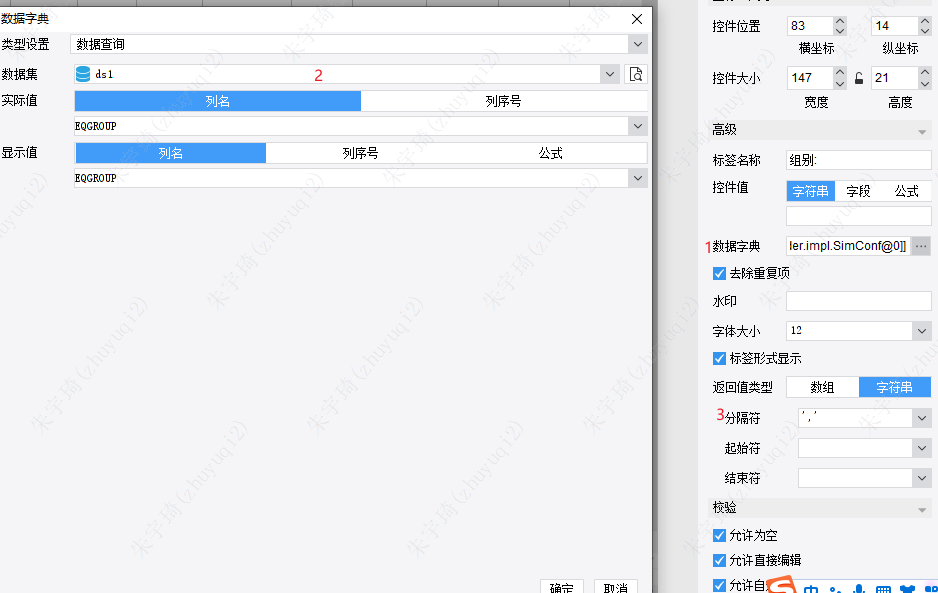 数据字典
类型设置 数据查询
数据集 ds1 2
实际值 列名 列序号
EQGROUP
显示值 列名 列序号 公式
EQGROUP
确定 取消
控件位置 83 14
横坐标 纵坐标
控件大小 147 21
宽度 高度
高级
标签名称 组别:
控件值 字符串 字段 公式
1数据字典 ler.impl.SimConf@0]] ...
去除重复项
水印
字体大小 12
标签形式显示
返回值类型 数组 字符串
3分隔符 ','
起始符
结束符
校验
允许为空
允许直接编辑
允许自
中
朱宇琦(zhuyuqi2)